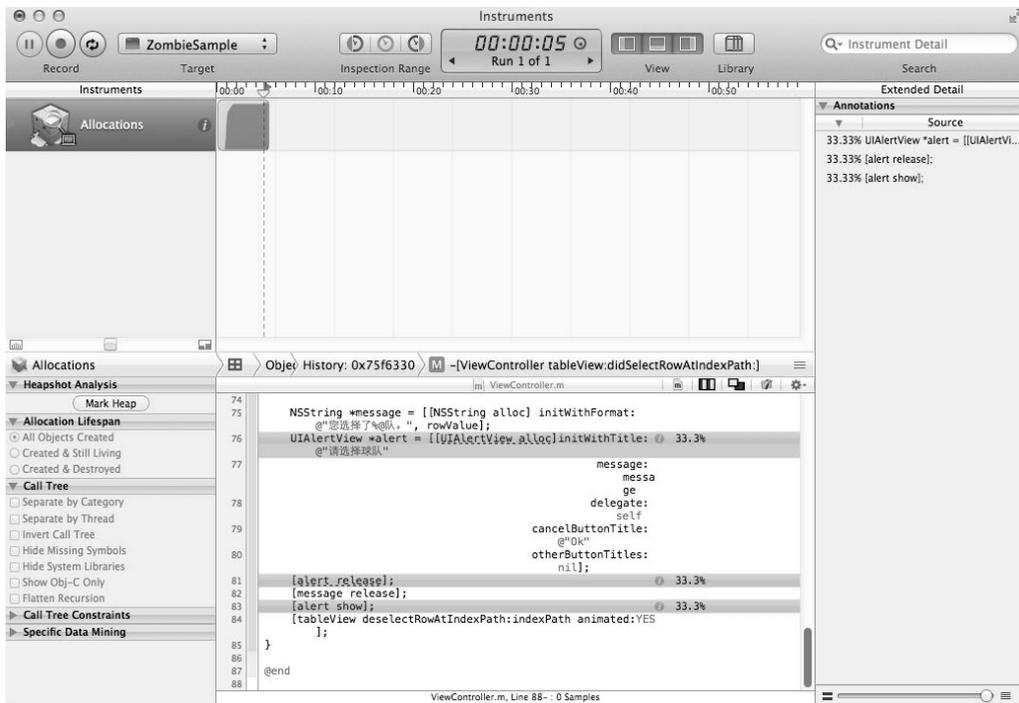 Instruments
ZombieSample
00:00:05
Run 1 of 1
Instrument Detail
Record
Target
Inspection Range
View
Library
Search
Instruments
00:00
00:10
00:20
00:30
00:40
00:50
Extended Detail
Allocations
Annotations
Source
33.33% UIAlertView *alert = [[UIAlertVi...
33.33% [alert release];
33.33% [alert show];
Allocations
Obje
History: 0x75f6330
M
-[ViewController tableView:didSelectRowAtIndexPath:]
Heapshot Analysis
Mark Heap
Allocation Lifespan
All Objects Created
Created & Still Living
Created & Destroyed
Call Tree
Separate by Category
Separate by Thread
Invert Call Tree
Hide Missing Symbols
Hide System Libraries
Show Obj-C Only
Flatten Recursion
Call Tree Constraints
Specific Data Mining
m ViewController.m
74
75 NSString *message = [[NSString alloc] initWithFormat:
@"您选择了%@队。", rowValue];
76 UIAlertView *alert = [[UIAlertView alloc]initWithTitle: 33.3%
@"请选择球队"
77 message:
messa
ge
78 delegate:
self
79 cancelButtonTitle:
@"Ok"
80 otherButtonTitles:
nil];
81 [alert release]; 33.3%
82 [message release];
83 [alert show]; 33.3%
84 [tableView deselectRowAtIndexPath:indexPath animated:YES
];
85 }
86
87 @end
88
ViewController.m, Line 88- : 0 Samples